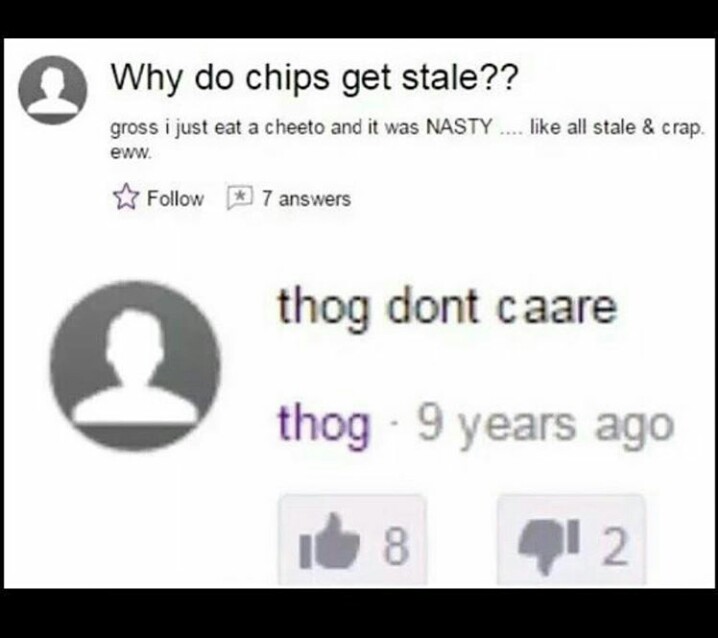 Why do chips get stale??
gross i just eat a cheeto and it was NASTY .... like all stale & crap.
eww.
Follow 7 answers
thog dont caare
thog · 9 years ago
8 2